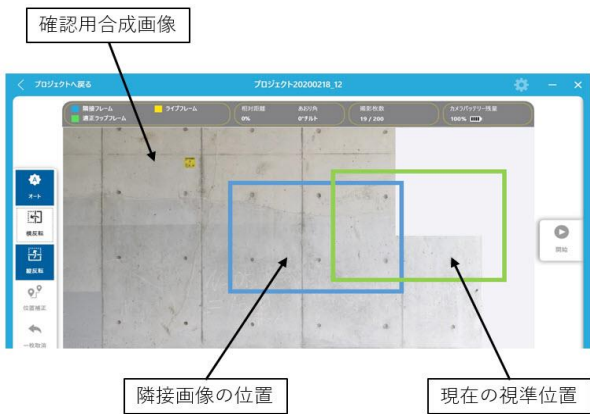 確認用合成画像
プロジェクトへ戻る
プロジェクト20200218_12
隣接フレーム
ライブフレーム
適正ラップフレーム
相対距離
0%
あおり角
0°チルト
撮影枚数
19 / 200
カメラバッテリー残量
100%
オート
横反転
縦反転
位置補正
一枚取消
開始
隣接画像の位置
現在の視準位置